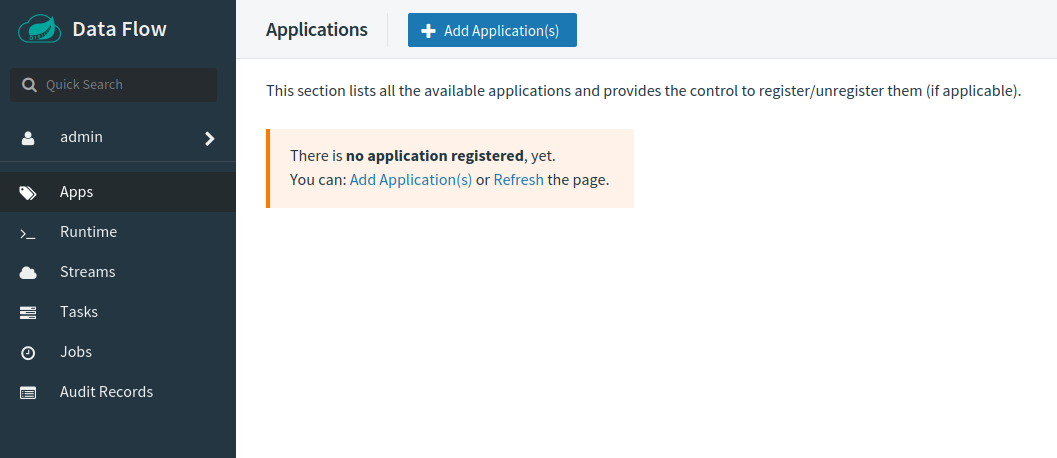 Data Flow
Quick Search
admin
Apps
Runtime
Streams
Tasks
Jobs
Audit Records
Applications
Add Application(s)
This section lists all the available applications and provides the control to register/unregister them (if applicable).
There is no application registered, yet.
You can: Add Application(s) or Refresh the page.